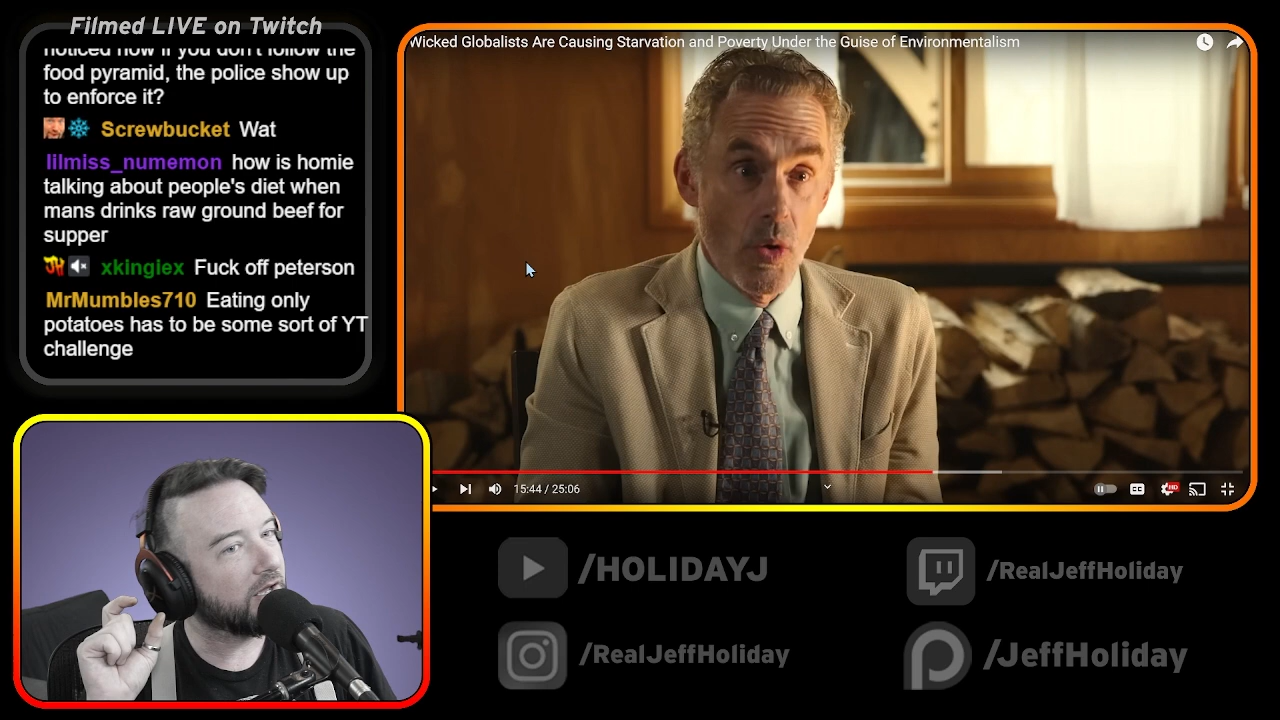 Filmed LIVE on Twitch
noticed how if you don't follow the
food pyramid, the police show up
to enforce it?
Screwbucket Wat
lilmiss_numemon how is homie
talking about people's diet when
mans drinks raw ground beef for
supper
xkingiex Fuck off peterson
MrMumbles710 Eating only
potatoes has to be some sort of YT
challenge
Wicked Globalists Are Causing Starvation and Poverty Under the Guise of Environmentalism
15:44 / 25:06
CC
HD
/HOLIDAYJ
/RealJeffHoliday
/RealJeffHoliday
/JeffHoliday